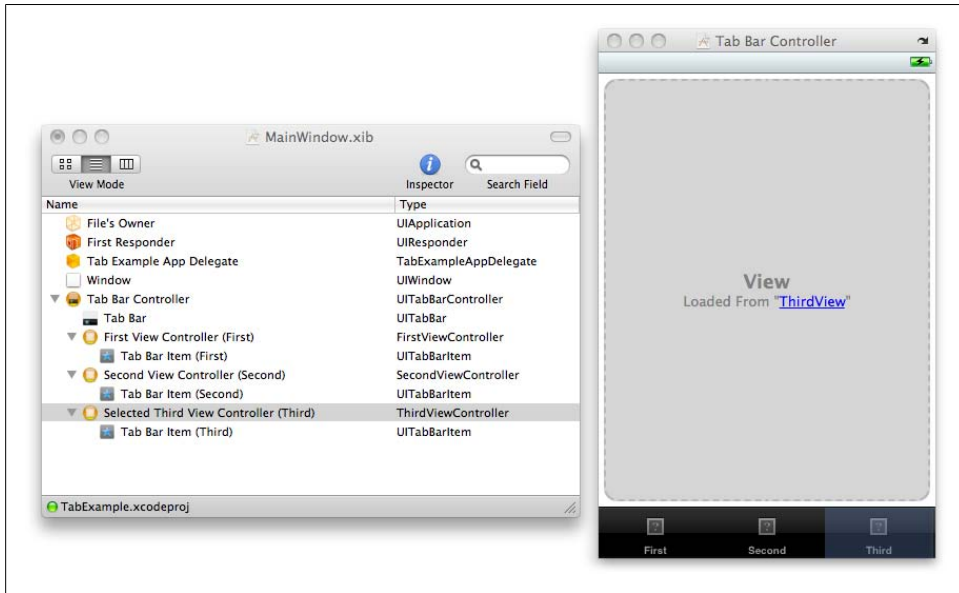 MainWindow.xib
View Mode
Inspector
Search Field
Name Type
File's Owner UIApplication
First Responder UIResponder
Tab Example App Delegate TabExampleAppDelegate
Window UIWindow
Tab Bar Controller UITabBarController
Tab Bar UITabBar
First View Controller (First) FirstViewController
Tab Bar Item (First) UITabBarItem
Second View Controller (Second) SecondViewController
Tab Bar Item (Second) UITabBarItem
Selected Third View Controller (Third) ThirdViewController
Tab Bar Item (Third) UITabBarItem
TabExample.xcodeproj
Tab Bar Controller
View
Loaded From "ThirdView"
? ? ?
First Second Third